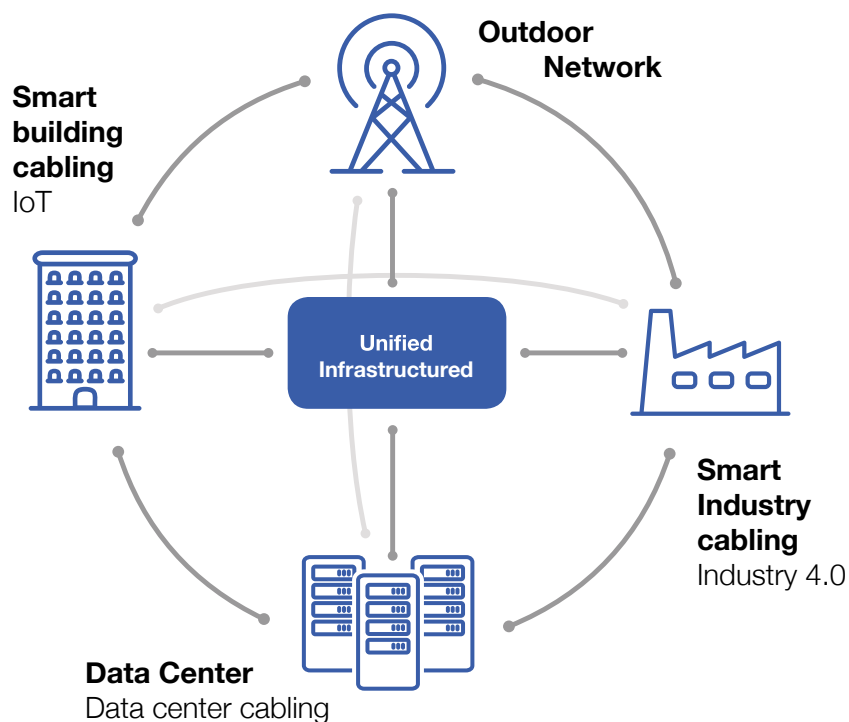 Outdoor
Network
Smart
building
cabling
IoT
Unified
Infrastructured
Smart
Industry
cabling
Industry 4.0
Data Center
Data center cabling